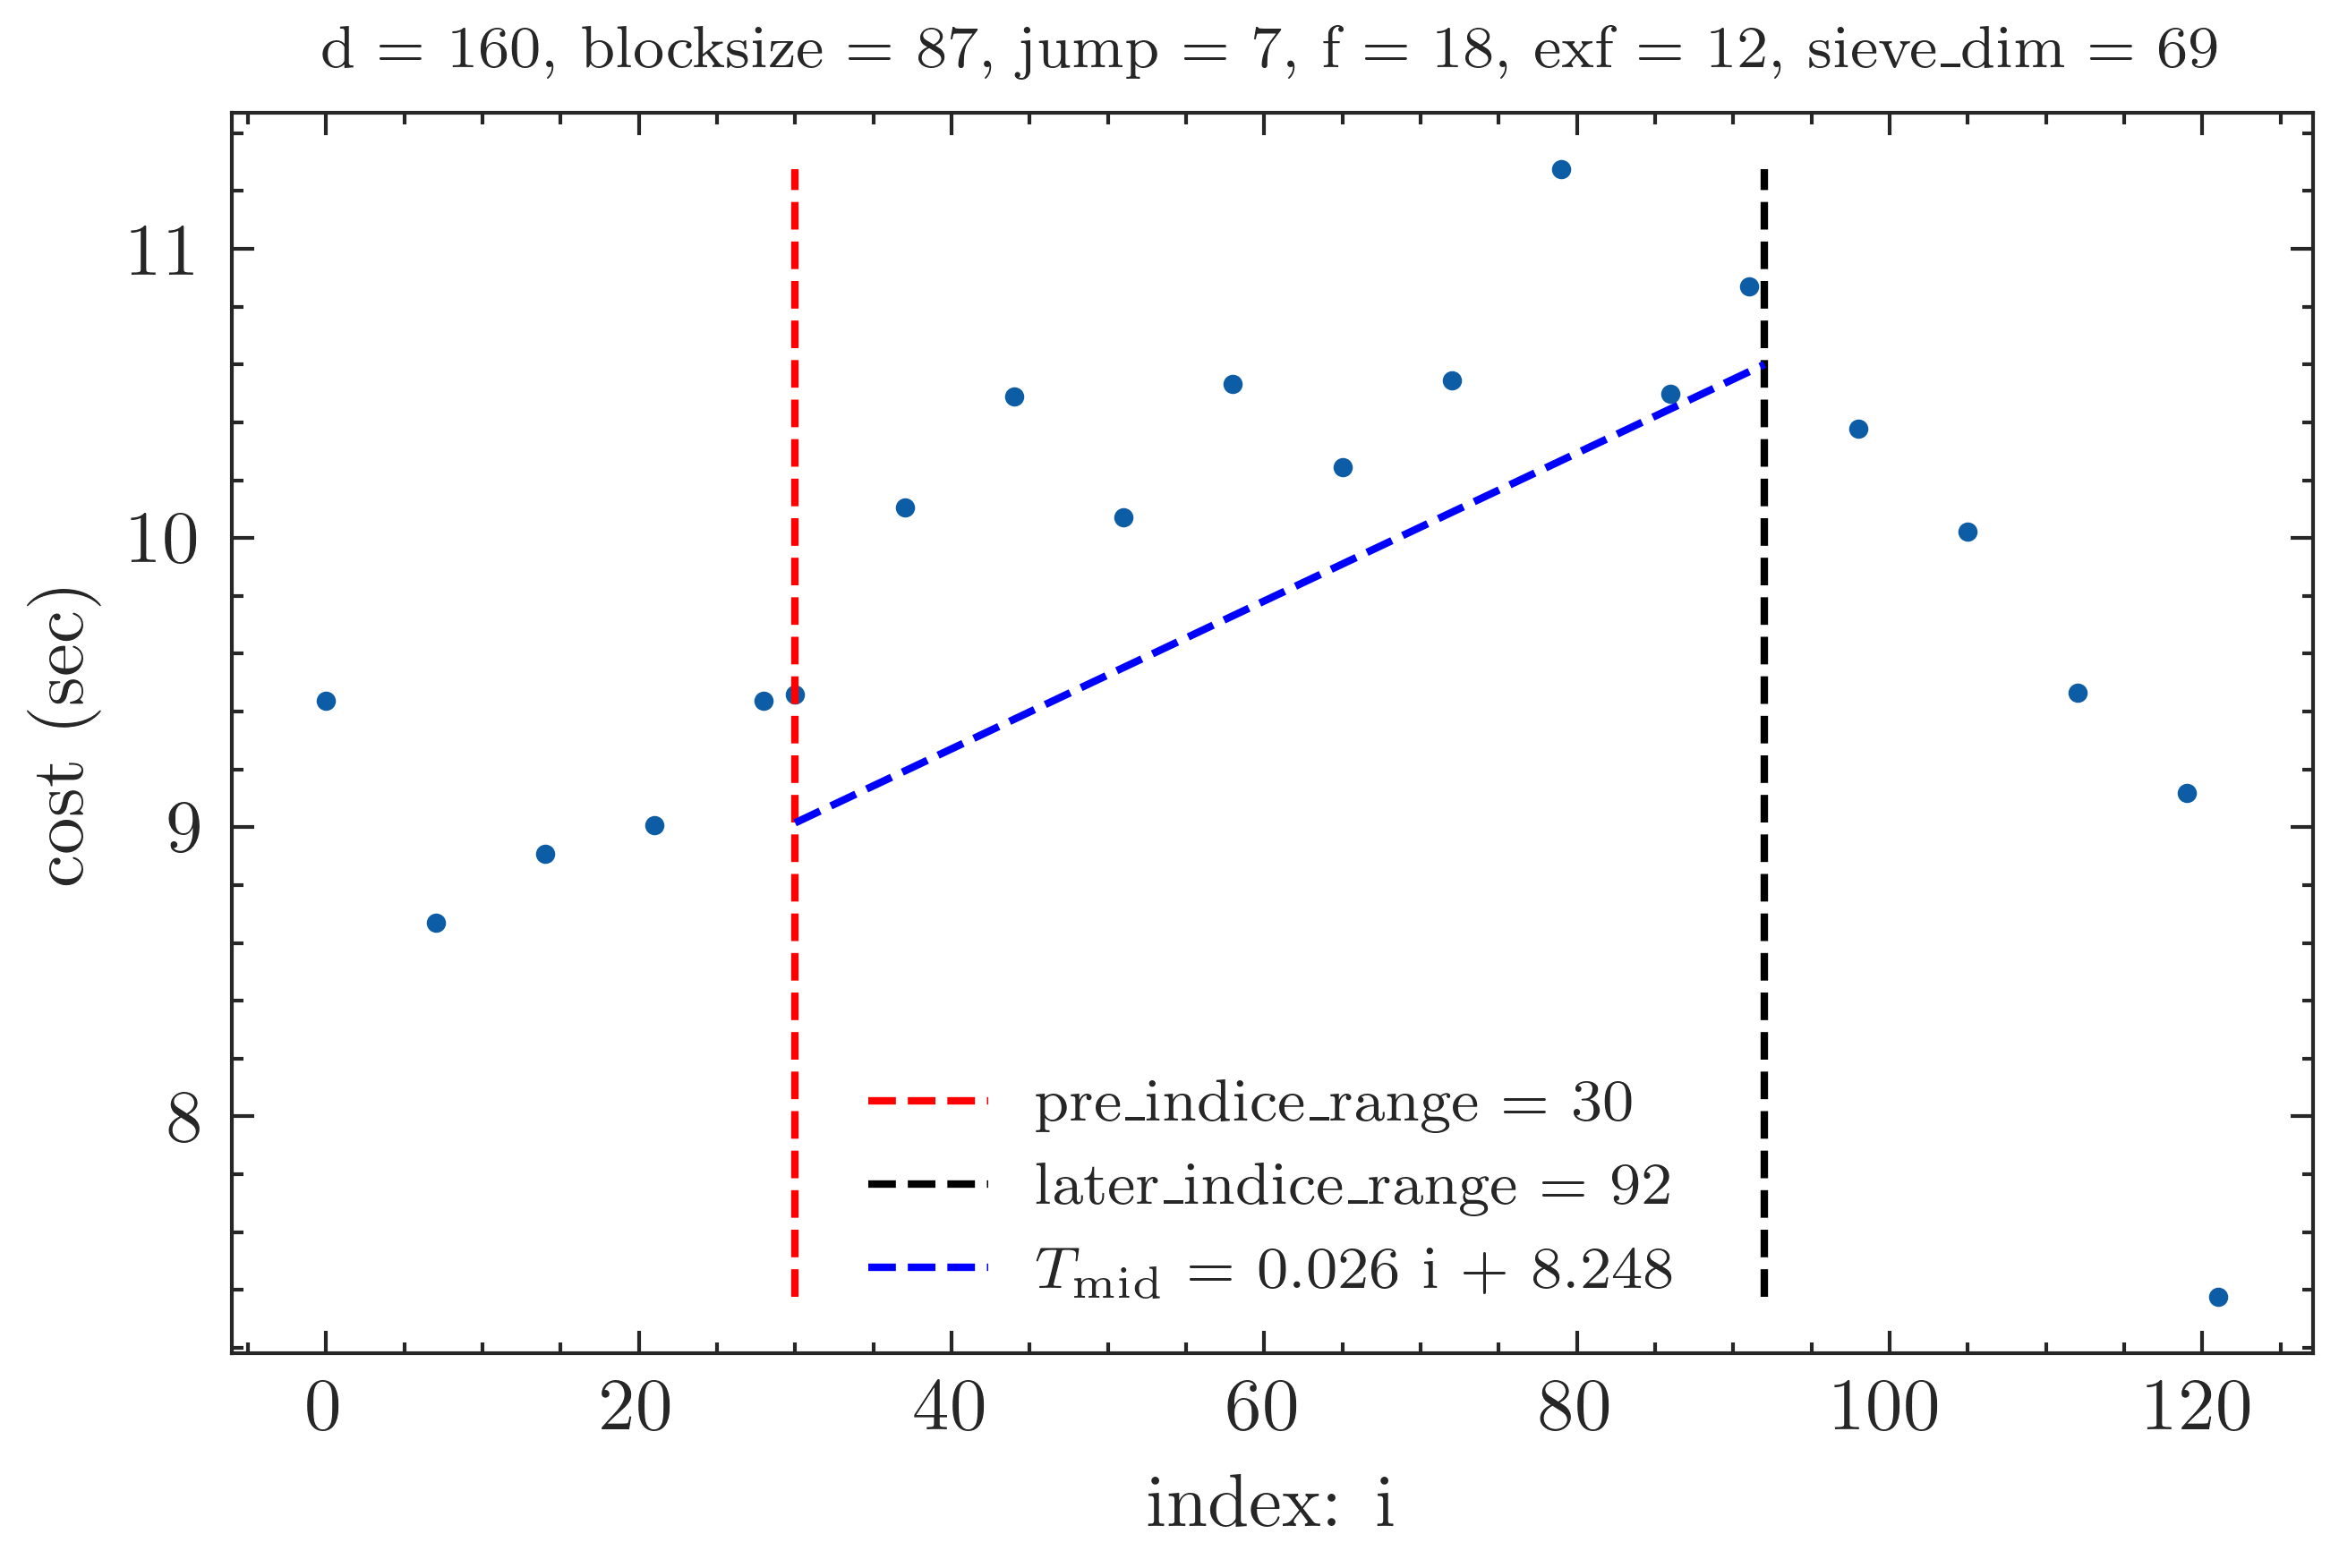 d = 160, blocksize = 87, jump = 7, f = 18, exf = 12, sieve_dim = 69
11
10
9
8
cost (sec)
pre_indice_range = 30
later_indice_range = 92
T_mid = 0.026 i + 8.248
0 20 40 60 80 100 120
index: i